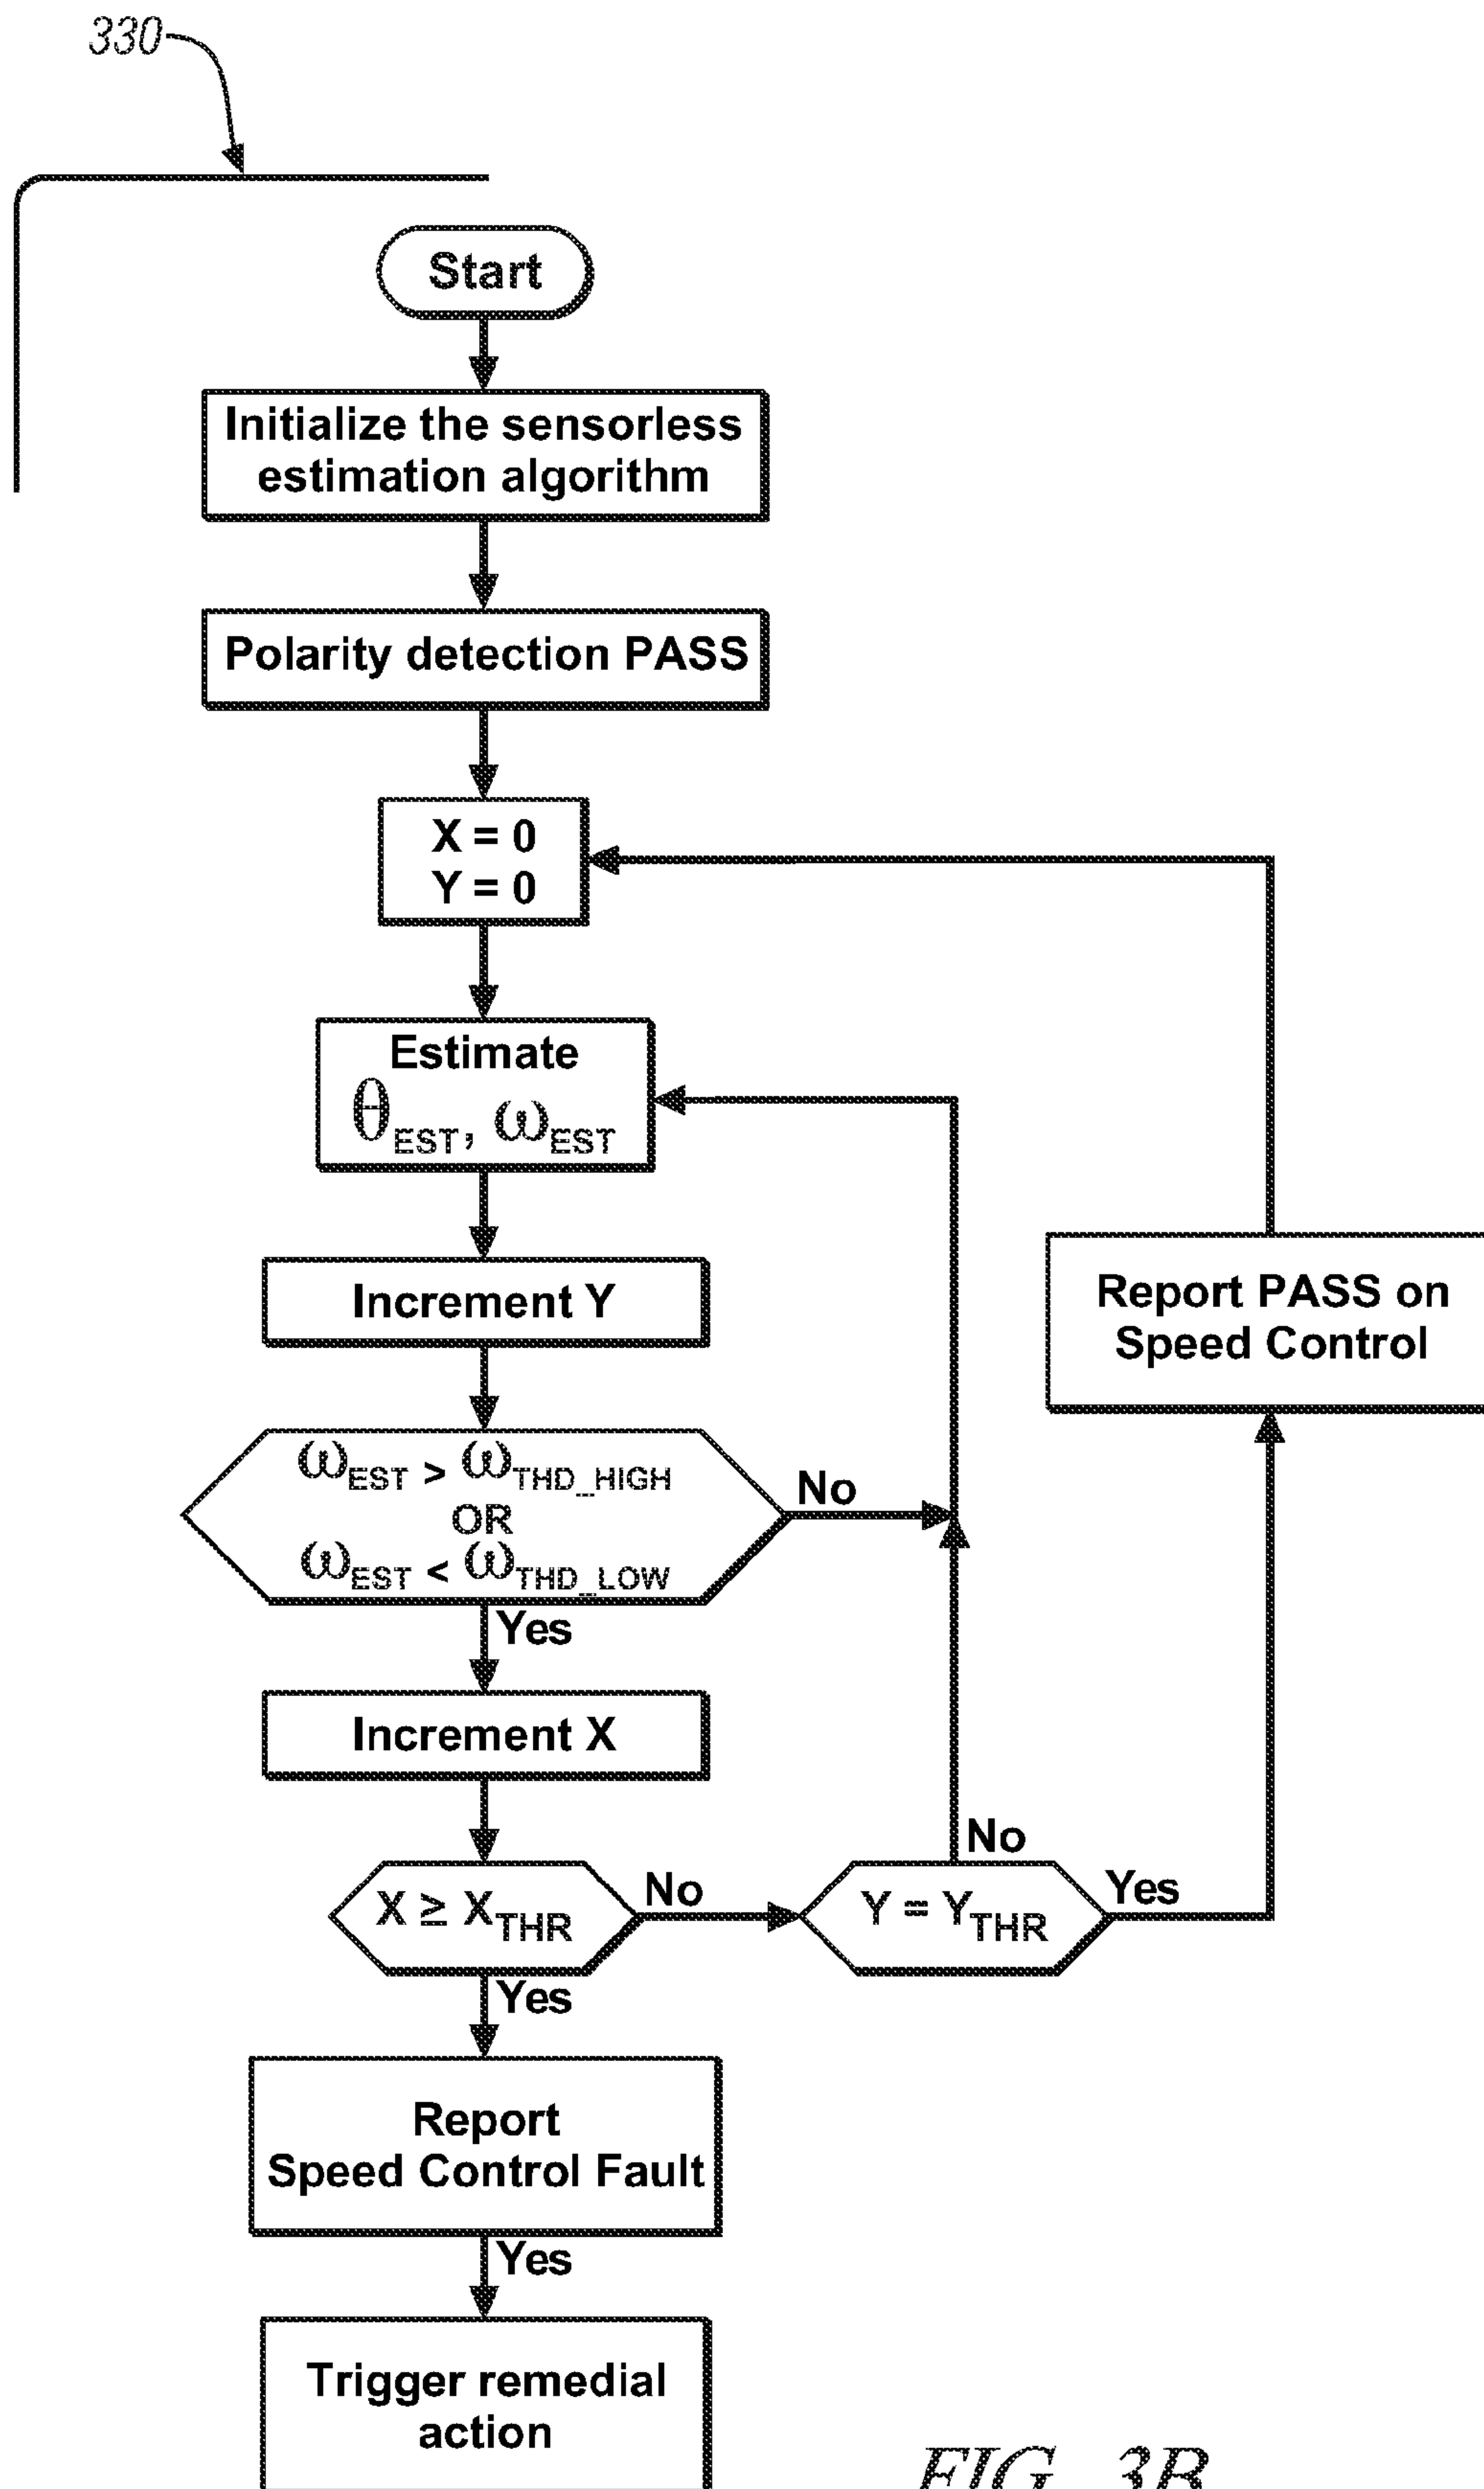 330
Start
Initialize the sensorless
estimation algorithm
Polarity detection PASS
X = 0
Y = 0
Estimate
θEST, ωEST
Increment Y
Report PASS on
Speed Control
ωEST > ωTHD_HIGH
OR
ωEST < ωTHD_LOW
No
Yes
Increment X
X ≥ XTHR
No
Y = YTHR
No
Yes
Yes
Report
Speed Control Fault
Yes
Trigger remedial
action
FIG. 3B